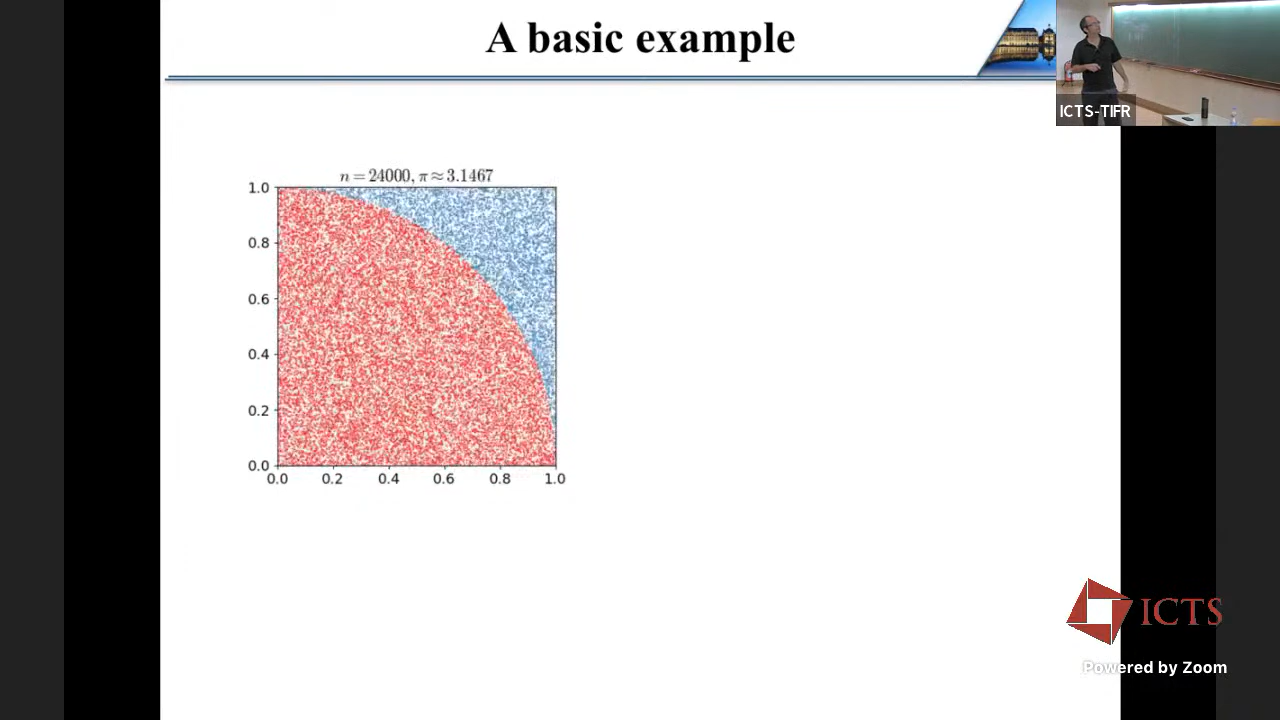 A basic example
ICTS-TIFR
n = 24000, π ≈ 3.1467
1.0
0.8
0.6
0.4
0.2
0.0
0.0 0.2 0.4 0.6 0.8 1.0
ICTS
Powered by Zoom